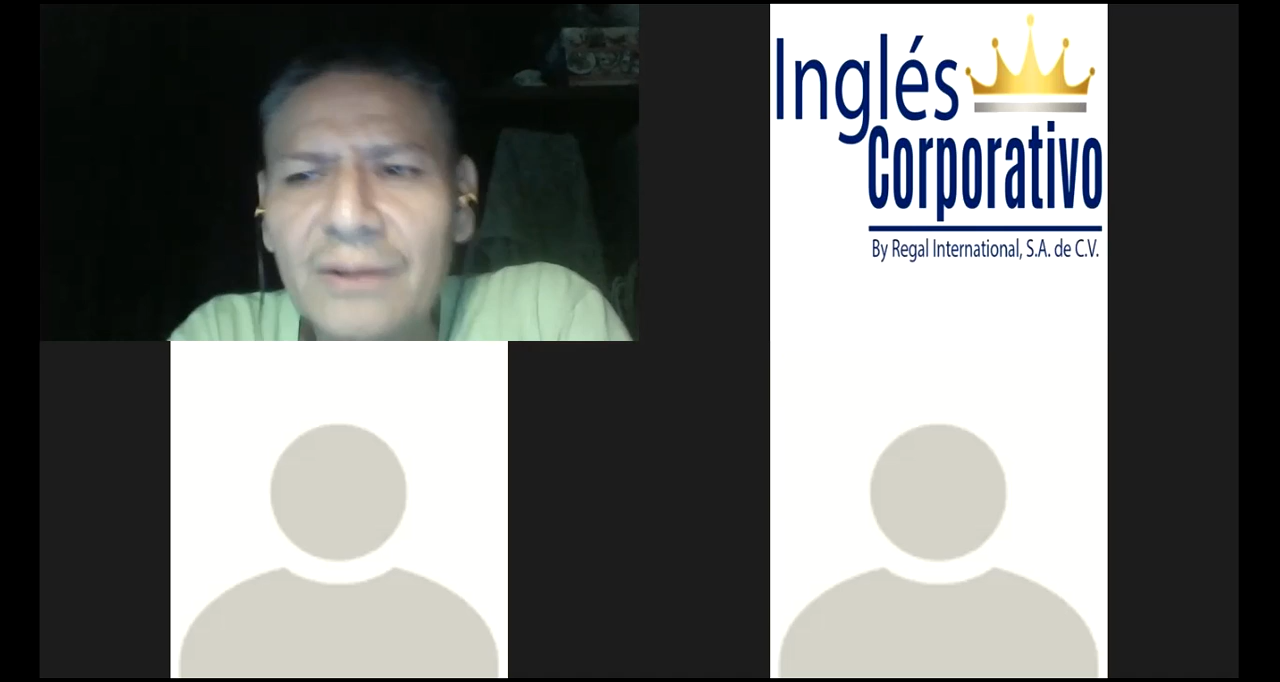 Inglés
Corporativo
By Regal International, S.A. de C.V.